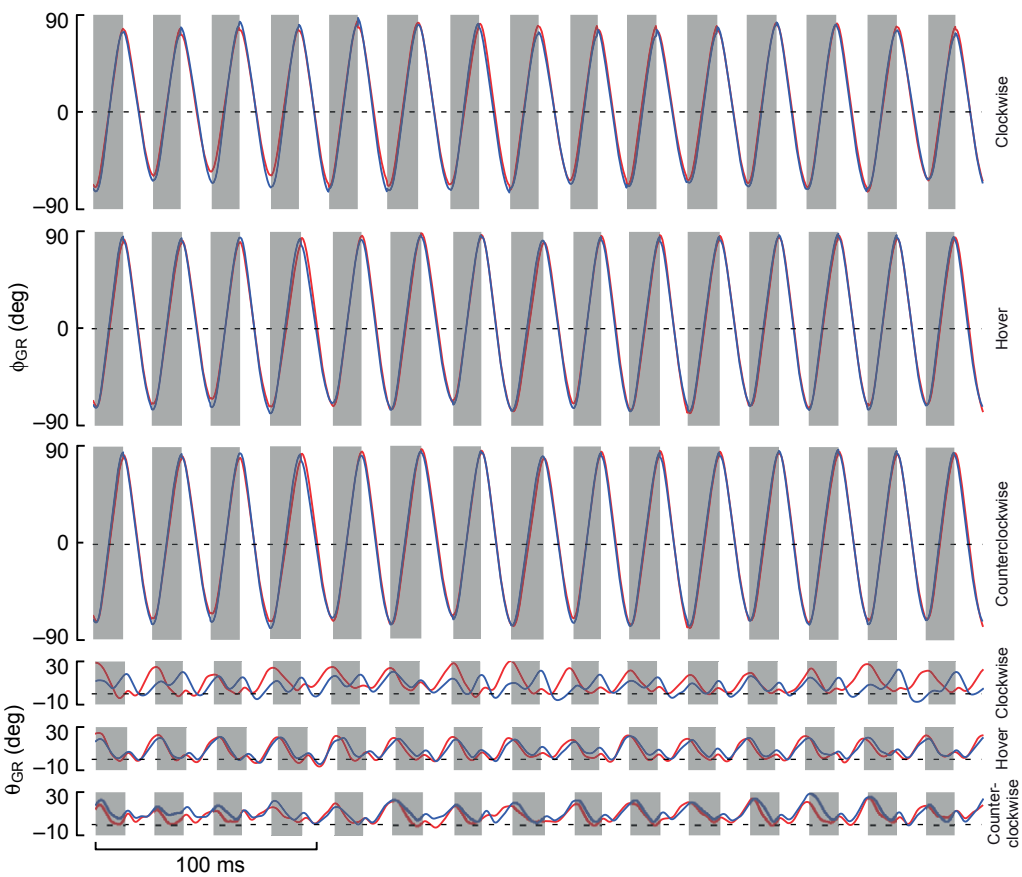 90
0
–90
Clockwise
90
0
–90
Hover
ϕGR (deg)
90
0
–90
Counterclockwise
30
–10
Clockwise
30
–10
Hover
θGR (deg)
30
–10
Counter-
clockwise
100 ms